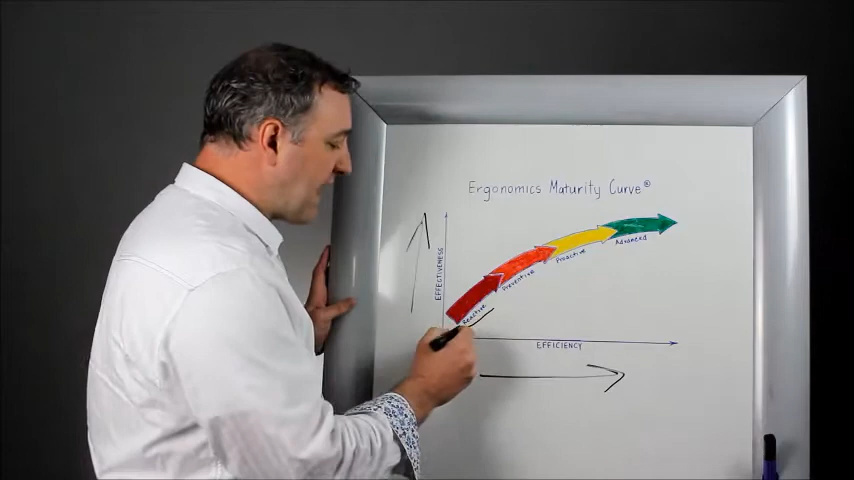 Ergonomics Maturity Curve®
EFFECTIVENESS
Advanced
Proactive
Preventive
Reactive
EFFICIENCY